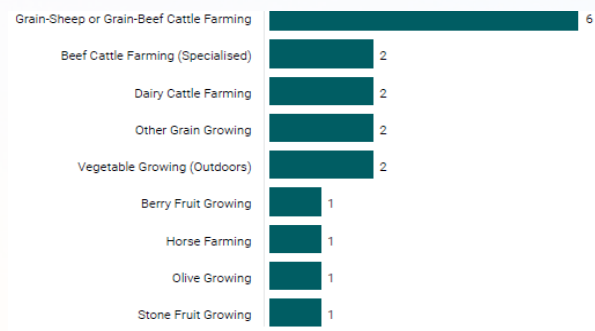 Grain-Sheep or Grain-Beef Cattle Farming 6
Beef Cattle Farming (Specialised) 2
Dairy Cattle Farming 2
Other Grain Growing 2
Vegetable Growing (Outdoors) 2
Berry Fruit Growing 1
Horse Farming 1
Olive Growing 1
Stone Fruit Growing 1